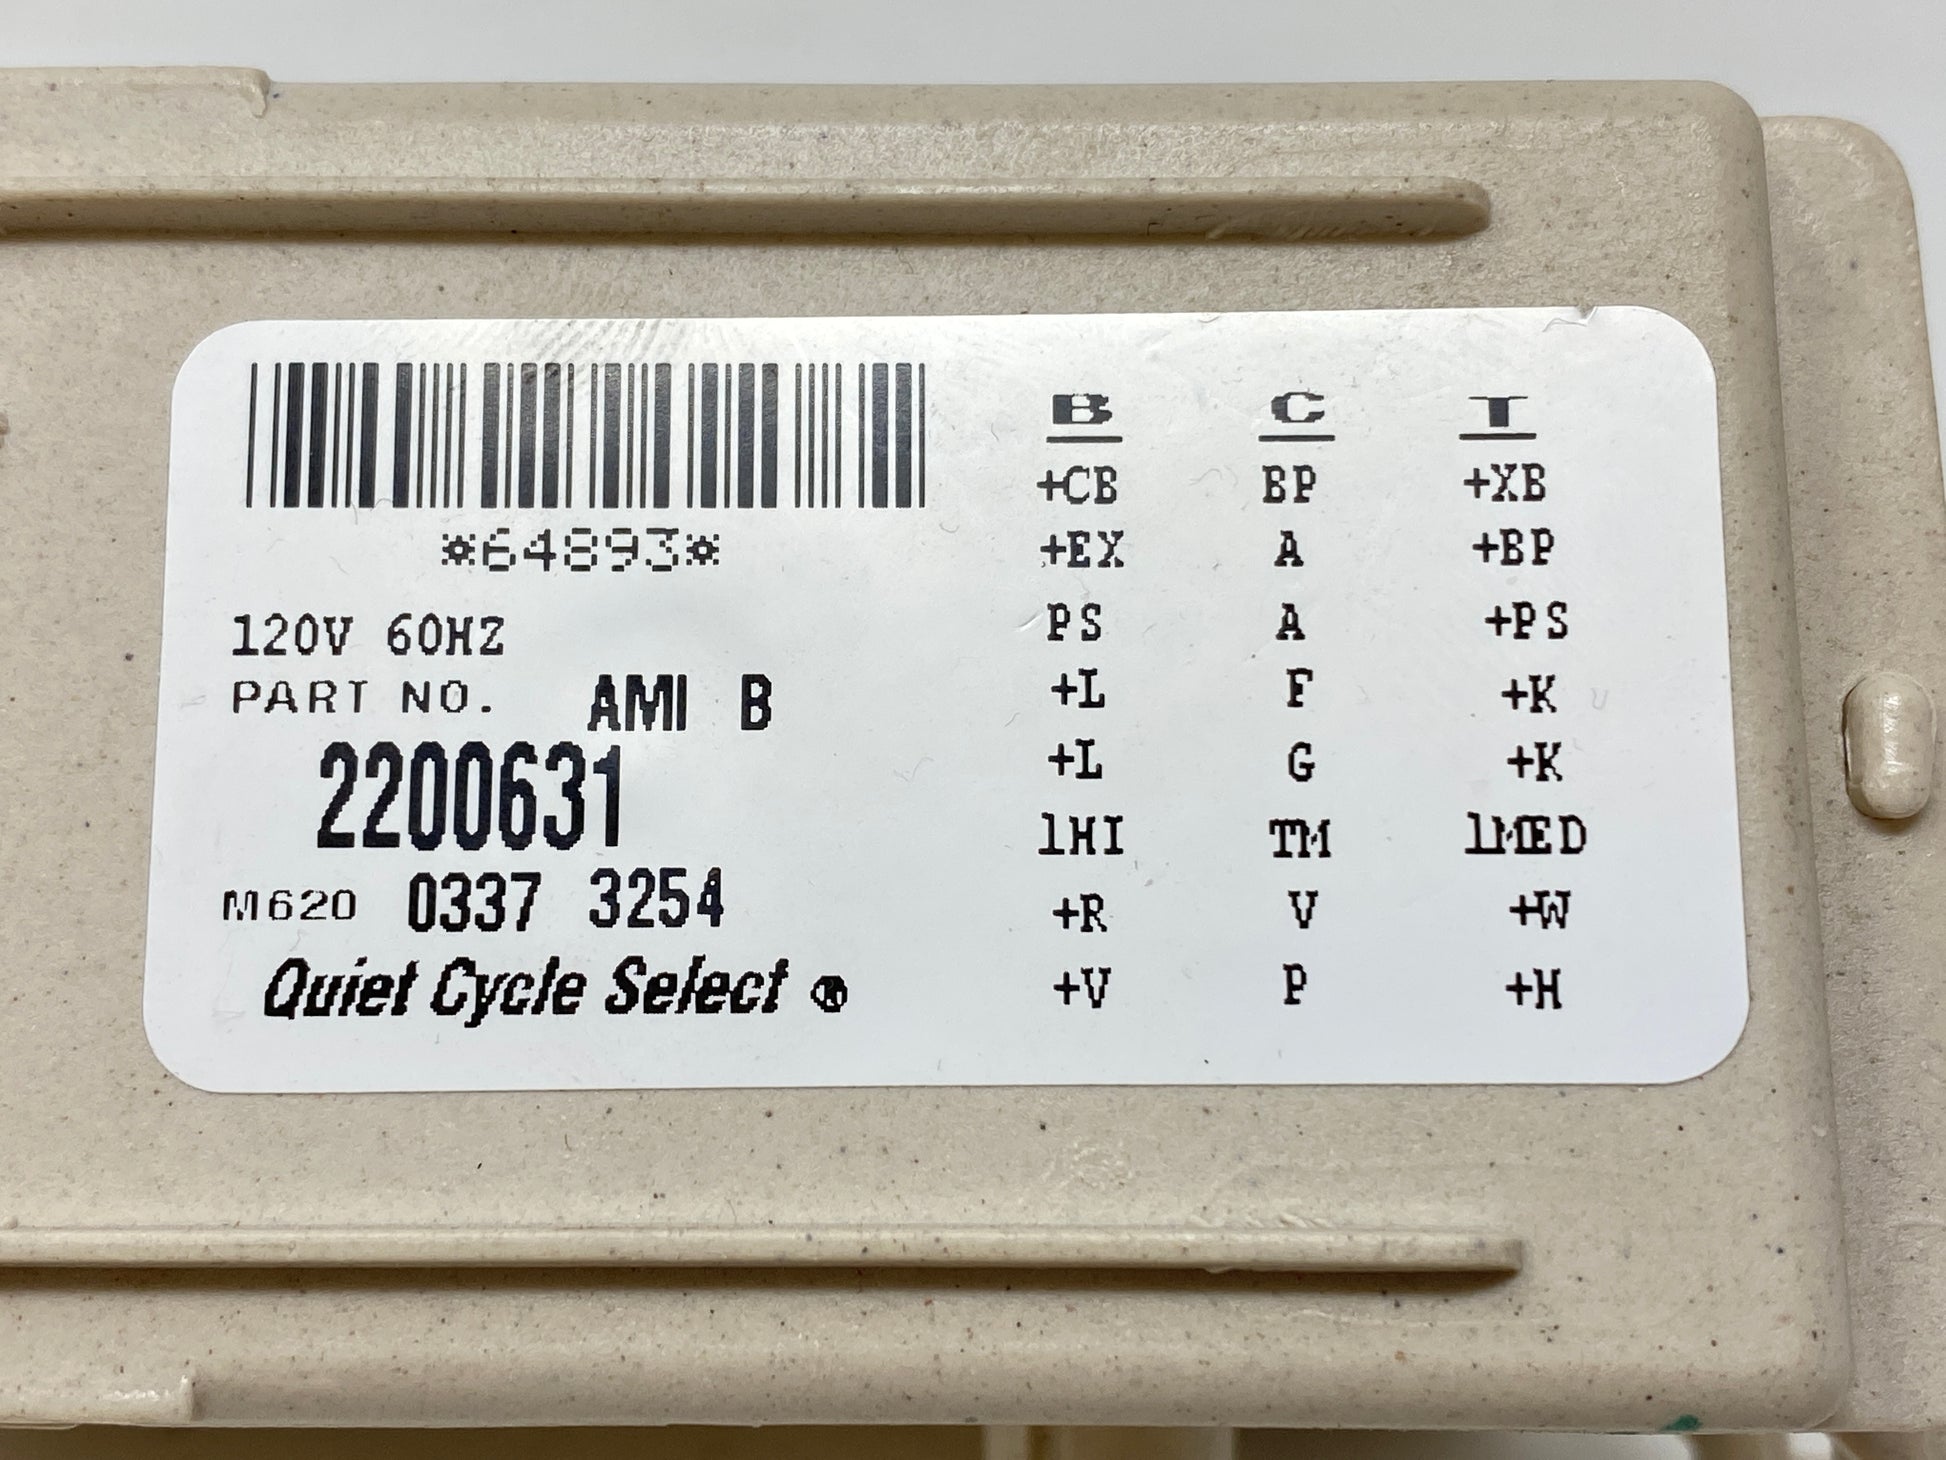 *64893*
120V 60HZ
PART NO. AMI B
2200631
M620 0337 3254
Quiet Cycle Select ®
B C T
+CB BP +XB
+EX A +BP
PS A +PS
+L F +K
+L G +K
1HI TM 1MED
+R V +W
+V P +H